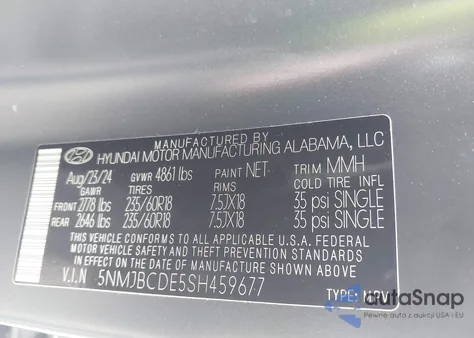 MANUFACTURED BY
HYUNDAI MOTOR MANUFACTURING ALABAMA, LLC
Aug/23/24 GVWR 4861 lbs PAINT NET TRIM MMH
GAWR TIRES RIMS COLD TIRE INFL
FRONT 2778 lbs 235/60R18 7.5JX18 35 psi SINGLE
REAR 2646 lbs 235/60R18 7.5JX18 35 psi SINGLE
THIS VEHICLE CONFORMS TO ALL APPLICABLE U.S.A. FEDERAL
MOTOR VEHICLE SAFETY AND THEFT PREVENTION STANDARDS
IN EFFECT ON THE DATE OF MANUFACTURE SHOWN ABOVE.
V.I.N 5NMJBCDE5SH459677 TYPE: MPV
autaSnap
Pewne auta z aukcji USA i EU